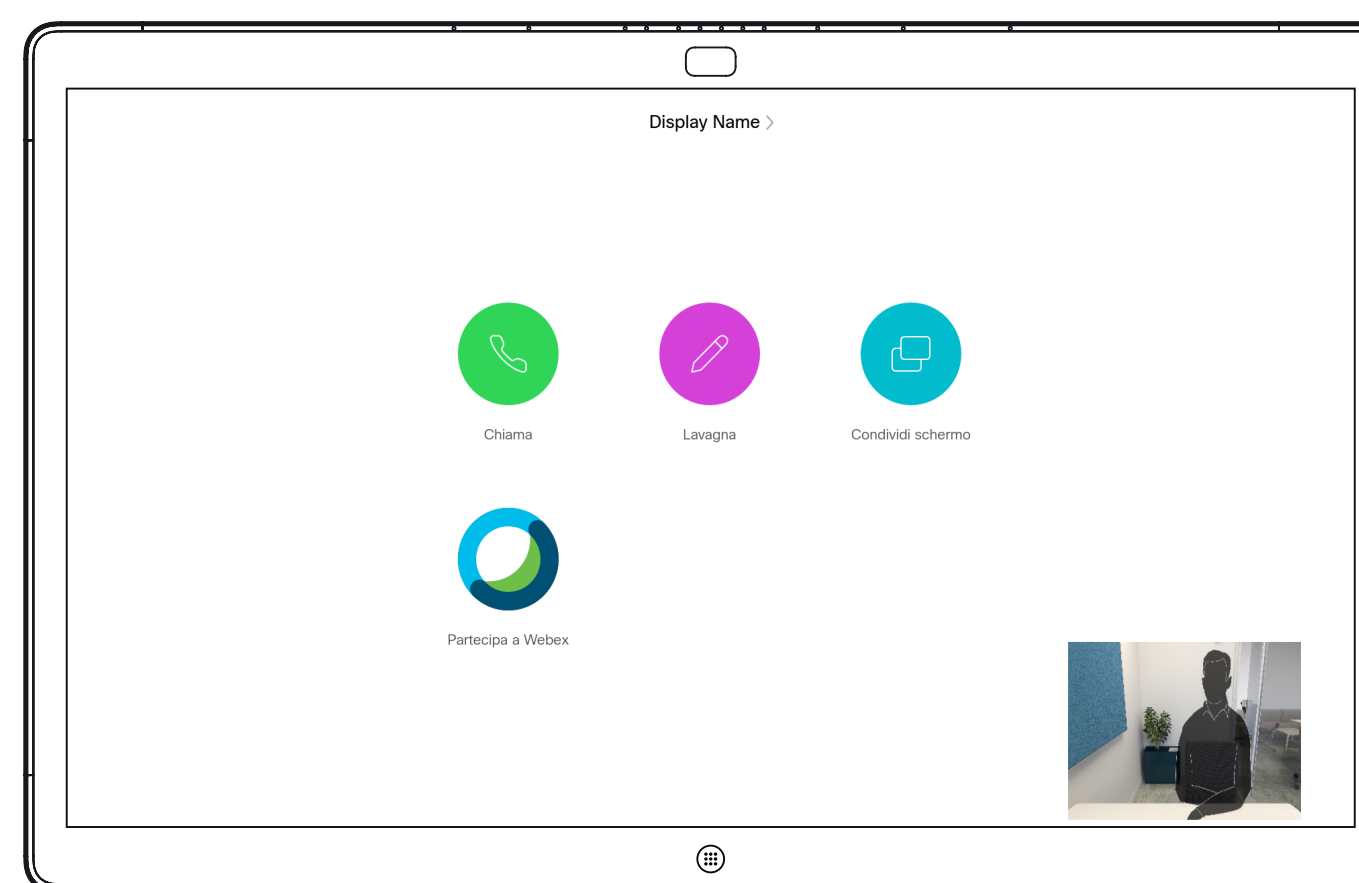 Display Name
Chiama
Lavagna
Condividi schermo
Partecipa a Webex